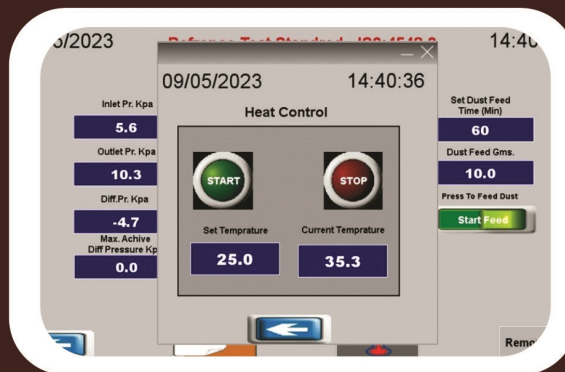 /2023
14:40
09/05/2023 14:40:36
Heat Control
START
STOP
Set Temprature
Current Temprature
25.0
35.3
Inlet Pr. Kpa
5.6
Outlet Pr. Kpa
10.3
Diff.Pr. Kpa
-4.7
Max. Achive
Diff Pressure Kp
0.0
Set Dust Feed
Time (Min)
60
Dust Feed Gms.
10.0
Press To Feed Dust
Start Feed